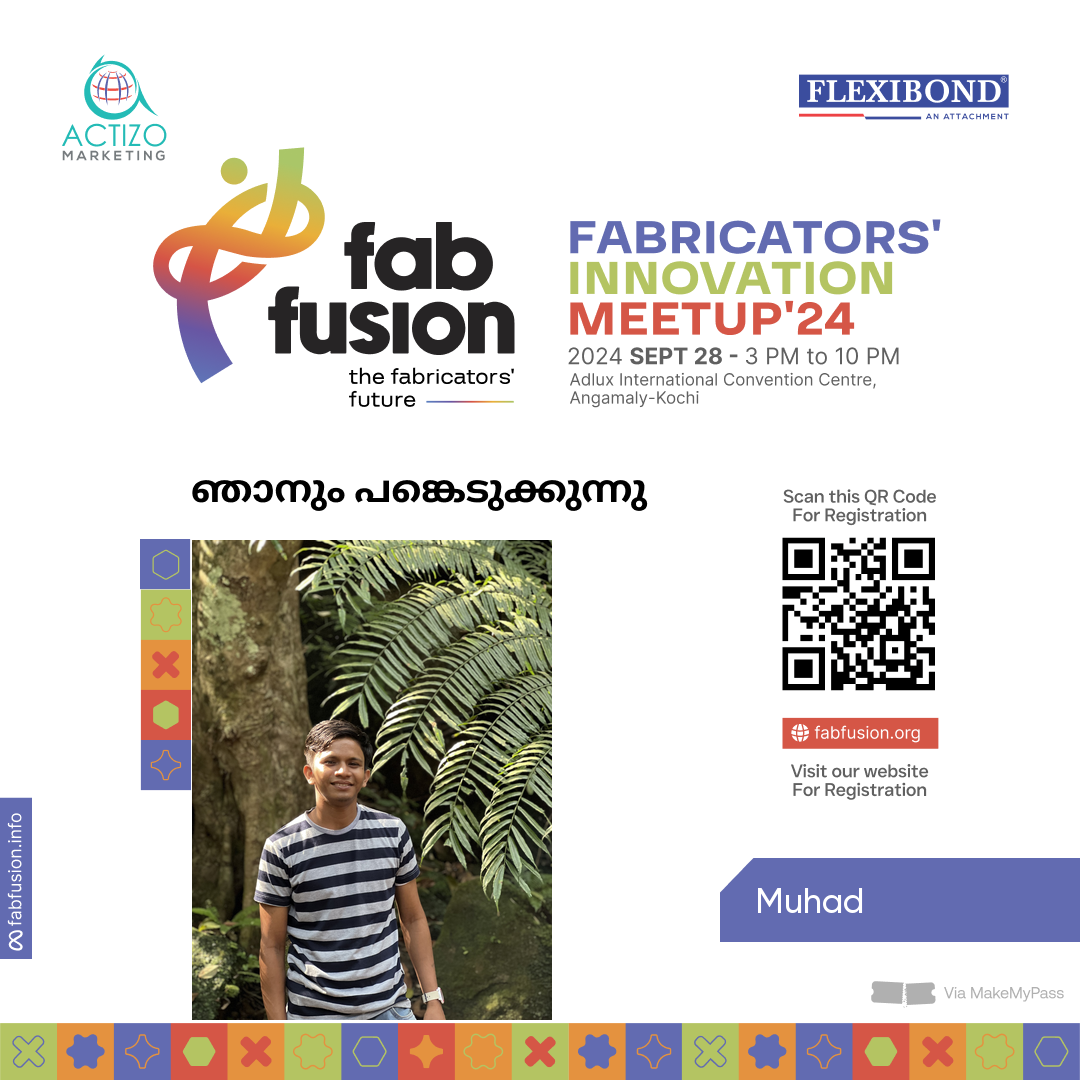 ACTIZO
MARKETING
FLEXIBOND®
AN ATTACHMENT
fab
fusion
the fabricators'
future
FABRICATORS'
INNOVATION
MEETUP'24
2024 SEPT 28 - 3 PM to 10 PM
Adlux International Convention Centre,
Angamaly-Kochi
ഞാനും പങ്കെടുക്കുന്നു
Scan this QR Code
For Registration
fabfusion.org
Visit our website
For Registration
fabfusion.info
Muhad
Via MakeMyPass